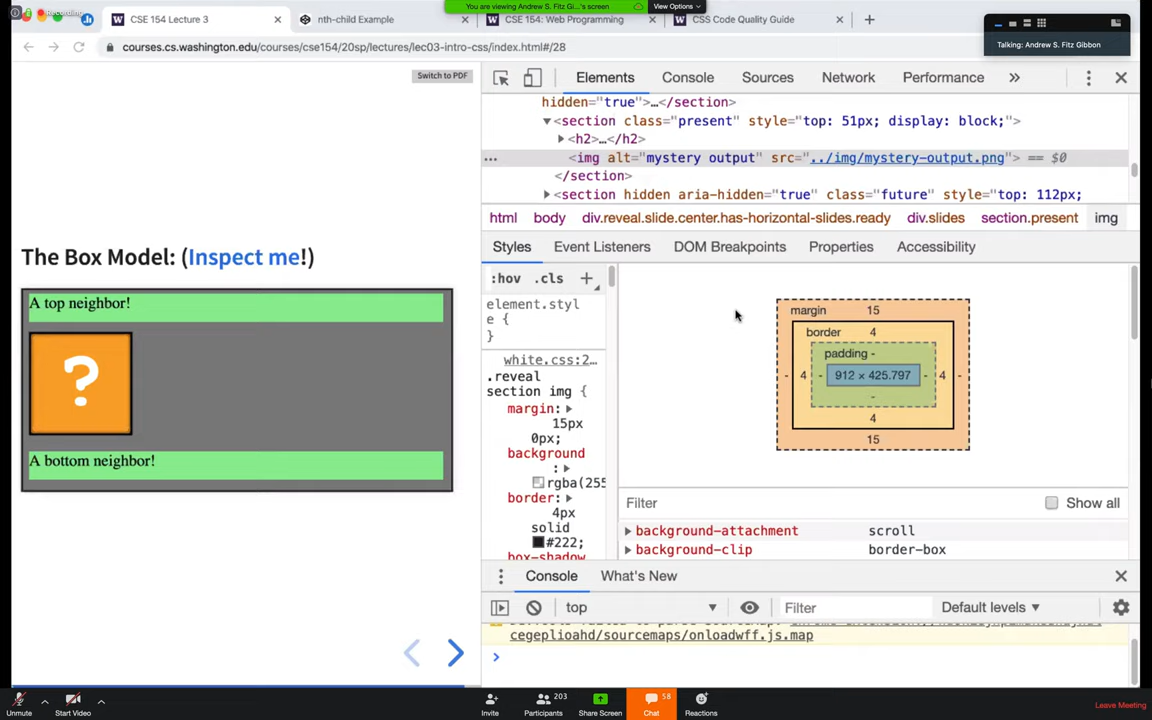 Recording
CSE 154 Lecture 3
nth-child Example
CSE 154: Web Programming
CSS Code Quality Guide
You are viewing Andrew S. Fitz Gi...'s screen
View Options
Talking: Andrew S. Fitz Gibbon
courses.cs.washington.edu/courses/cse154/20sp/lectures/lec03-intro-css/index.html#/28
Switch to PDF
Elements
Console
Sources
Network
Performance
hidden="true">…</section>
<section class="present" style="top: 51px; display: block;">
<h2>…</h2>
<img alt="mystery output" src="../img/mystery-output.png"> == $0
</section>
<section hidden aria-hidden="true" class="future" style="top: 112px;
html body div.reveal.slide.center.has-horizontal-slides.ready div.slides section.present img
Styles Event Listeners DOM Breakpoints Properties Accessibility
The Box Model: (Inspect me!)
A top neighbor!
?
A bottom neighbor!
:hov .cls +
element.styl
e {
}
white.css:2…
.reveal
section img {
margin:
15px
0px;
background
:
rgba(255
border:
4px
solid
#222;
box-shadow
margin 15
border 4
padding -
- 4 - 912 × 425.797 - 4 -
-
4
15
Filter
Show all
background-attachment scroll
background-clip border-box
Console What's New
top
Filter
Default levels
cegeplioahd/sourcemaps/onloadwff.js.map
>
Unmute
Start Video
Invite
203
Participants
Share Screen
58
Chat
Reactions
Leave Meeting